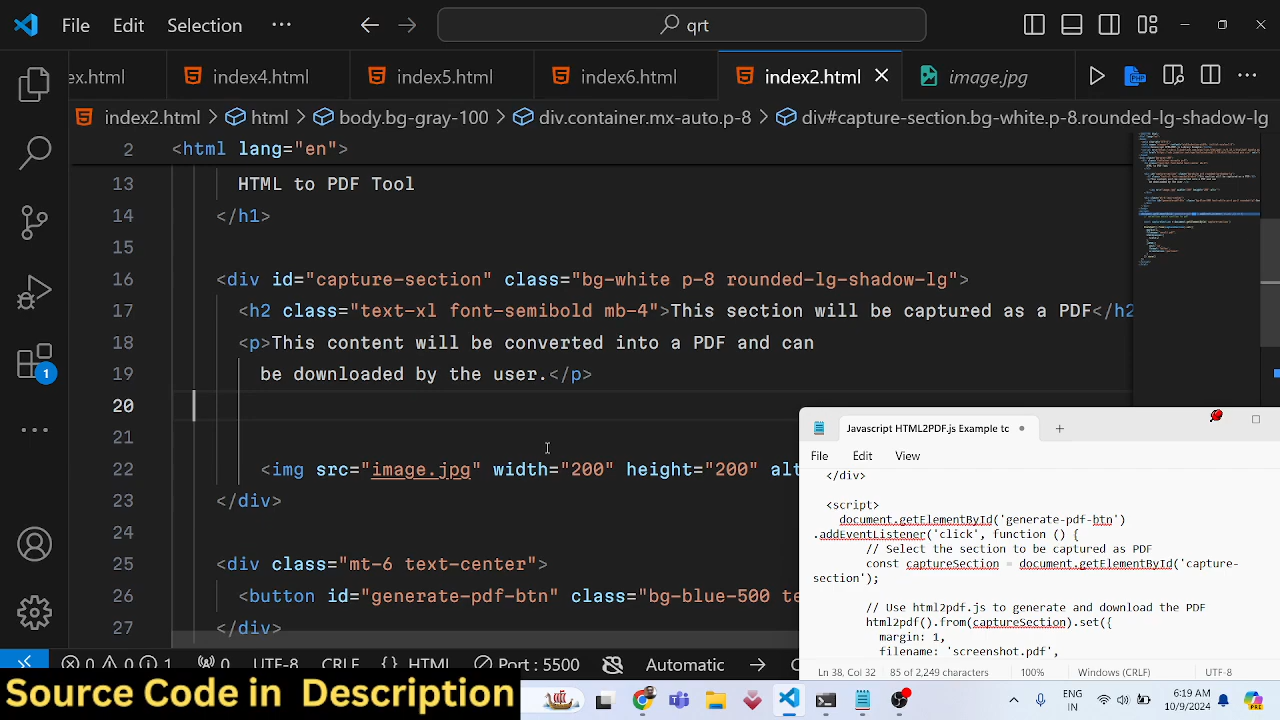 File Edit Selection ··· qrt
ex.html index4.html index5.html index6.html index2.html image.jpg
index2.html > html > body.bg-gray-100 > div.container.mx-auto.p-8 > div#capture-section.bg-white.p-8.rounded-lg-shadow-lg
2 <html lang="en">
13 HTML to PDF Tool
14 </h1>
15
16 <div id="capture-section" class="bg-white p-8 rounded-lg-shadow-lg">
17 <h2 class="text-xl font-semibold mb-4">This section will be captured as a PDF</h2
18 <p>This content will be converted into a PDF and can
19 be downloaded by the user.</p>
20
21
22 <img src="image.jpg" width="200" height="200" alt
23 </div>
24
25 <div class="mt-6 text-center">
26 <button id="generate-pdf-btn" class="bg-blue-500 te
27 </div>
1
Javascript HTML2PDF.js Example to
File Edit View
</div>
<script>
document.getElementById('generate-pdf-btn')
.addEventListener('click', function () {
// Select the section to be captured as PDF
const captureSection = document.getElementById('capture-
section');
// Use html2pdf.js to generate and download the PDF
html2pdf().from(captureSection).set({
margin: 1,
filename: 'screenshot.pdf',
Ln 38, Col 32 85 of 2,249 characters 100% Windows (CRLF) UTF-8
0 0 1 0 UTF-8 CRLF {} HTML Port : 5500 Automatic
Source Code in Description
ENG
IN
6:19 AM
10/9/2024